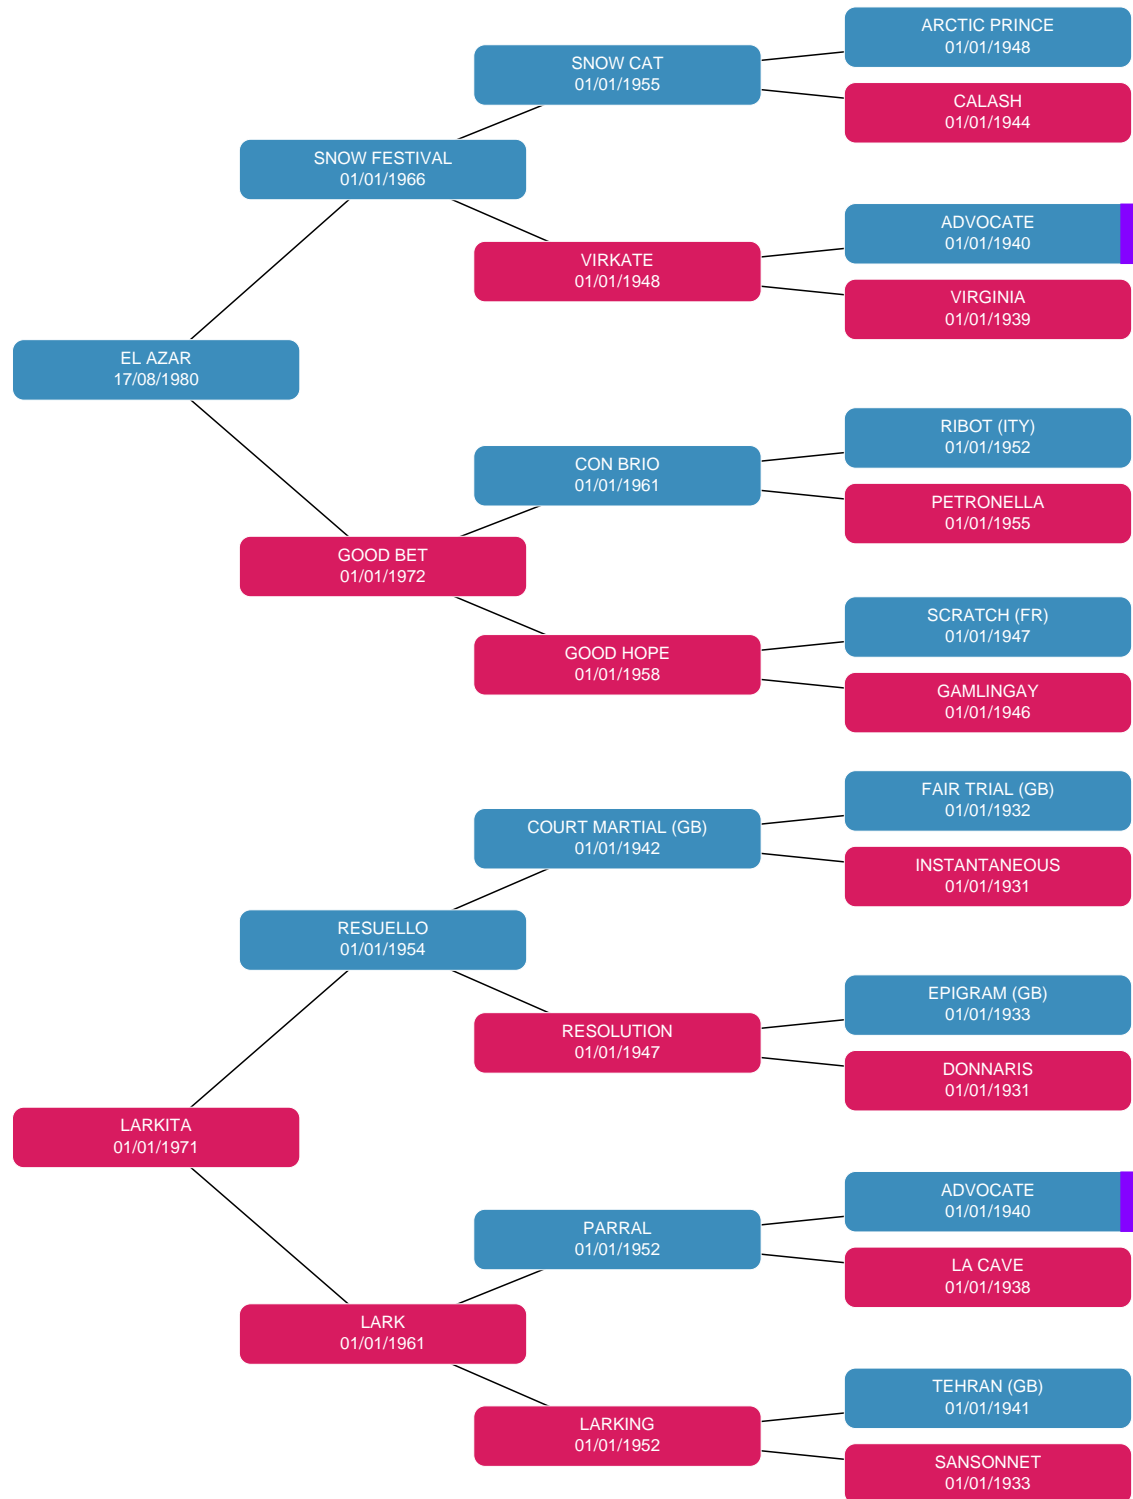 ARCTIC PRINCE
01/01/1948
SNOW CAT
01/01/1955
CALASH
01/01/1944
SNOW FESTIVAL
01/01/1966
ADVOCATE
01/01/1940
VIRKATE
01/01/1948
VIRGINIA
01/01/1939
EL AZAR
17/08/1980
RIBOT (ITY)
01/01/1952
CON BRIO
01/01/1961
PETRONELLA
01/01/1955
GOOD BET
01/01/1972
SCRATCH (FR)
01/01/1947
GOOD HOPE
01/01/1958
GAMLINGAY
01/01/1946
FAIR TRIAL (GB)
01/01/1932
COURT MARTIAL (GB)
01/01/1942
INSTANTANEOUS
01/01/1931
RESUELLO
01/01/1954
EPIGRAM (GB)
01/01/1933
RESOLUTION
01/01/1947
DONNARIS
01/01/1931
LARKITA
01/01/1971
ADVOCATE
01/01/1940
PARRAL
01/01/1952
LA CAVE
01/01/1938
LARK
01/01/1961
TEHRAN (GB)
01/01/1941
LARKING
01/01/1952
SANSONNET
01/01/1933